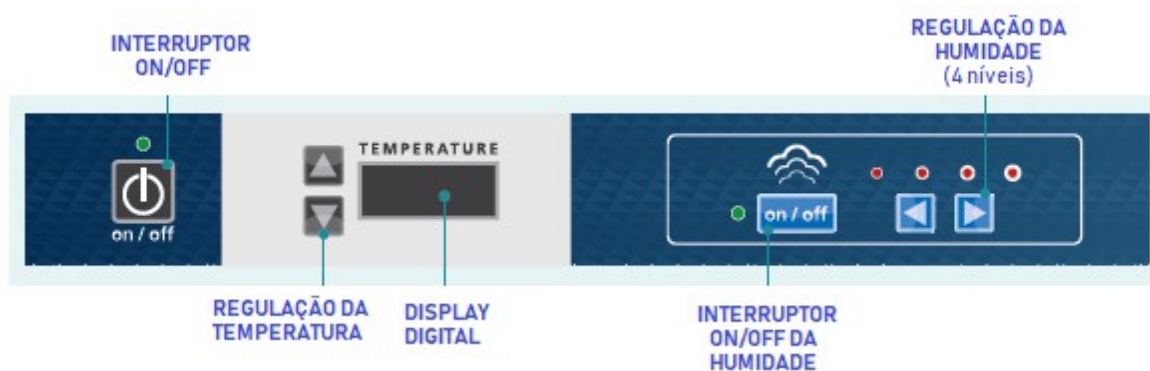 INTERRUPTOR
ON/OFF
REGULAÇÃO DA
HUMIDADE
(4 níveis)
TEMPERATURE
on / off
on / off
REGULAÇÃO DA
TEMPERATURA
DISPLAY
DIGITAL
INTERRUPTOR
ON/OFF DA
HUMIDADE